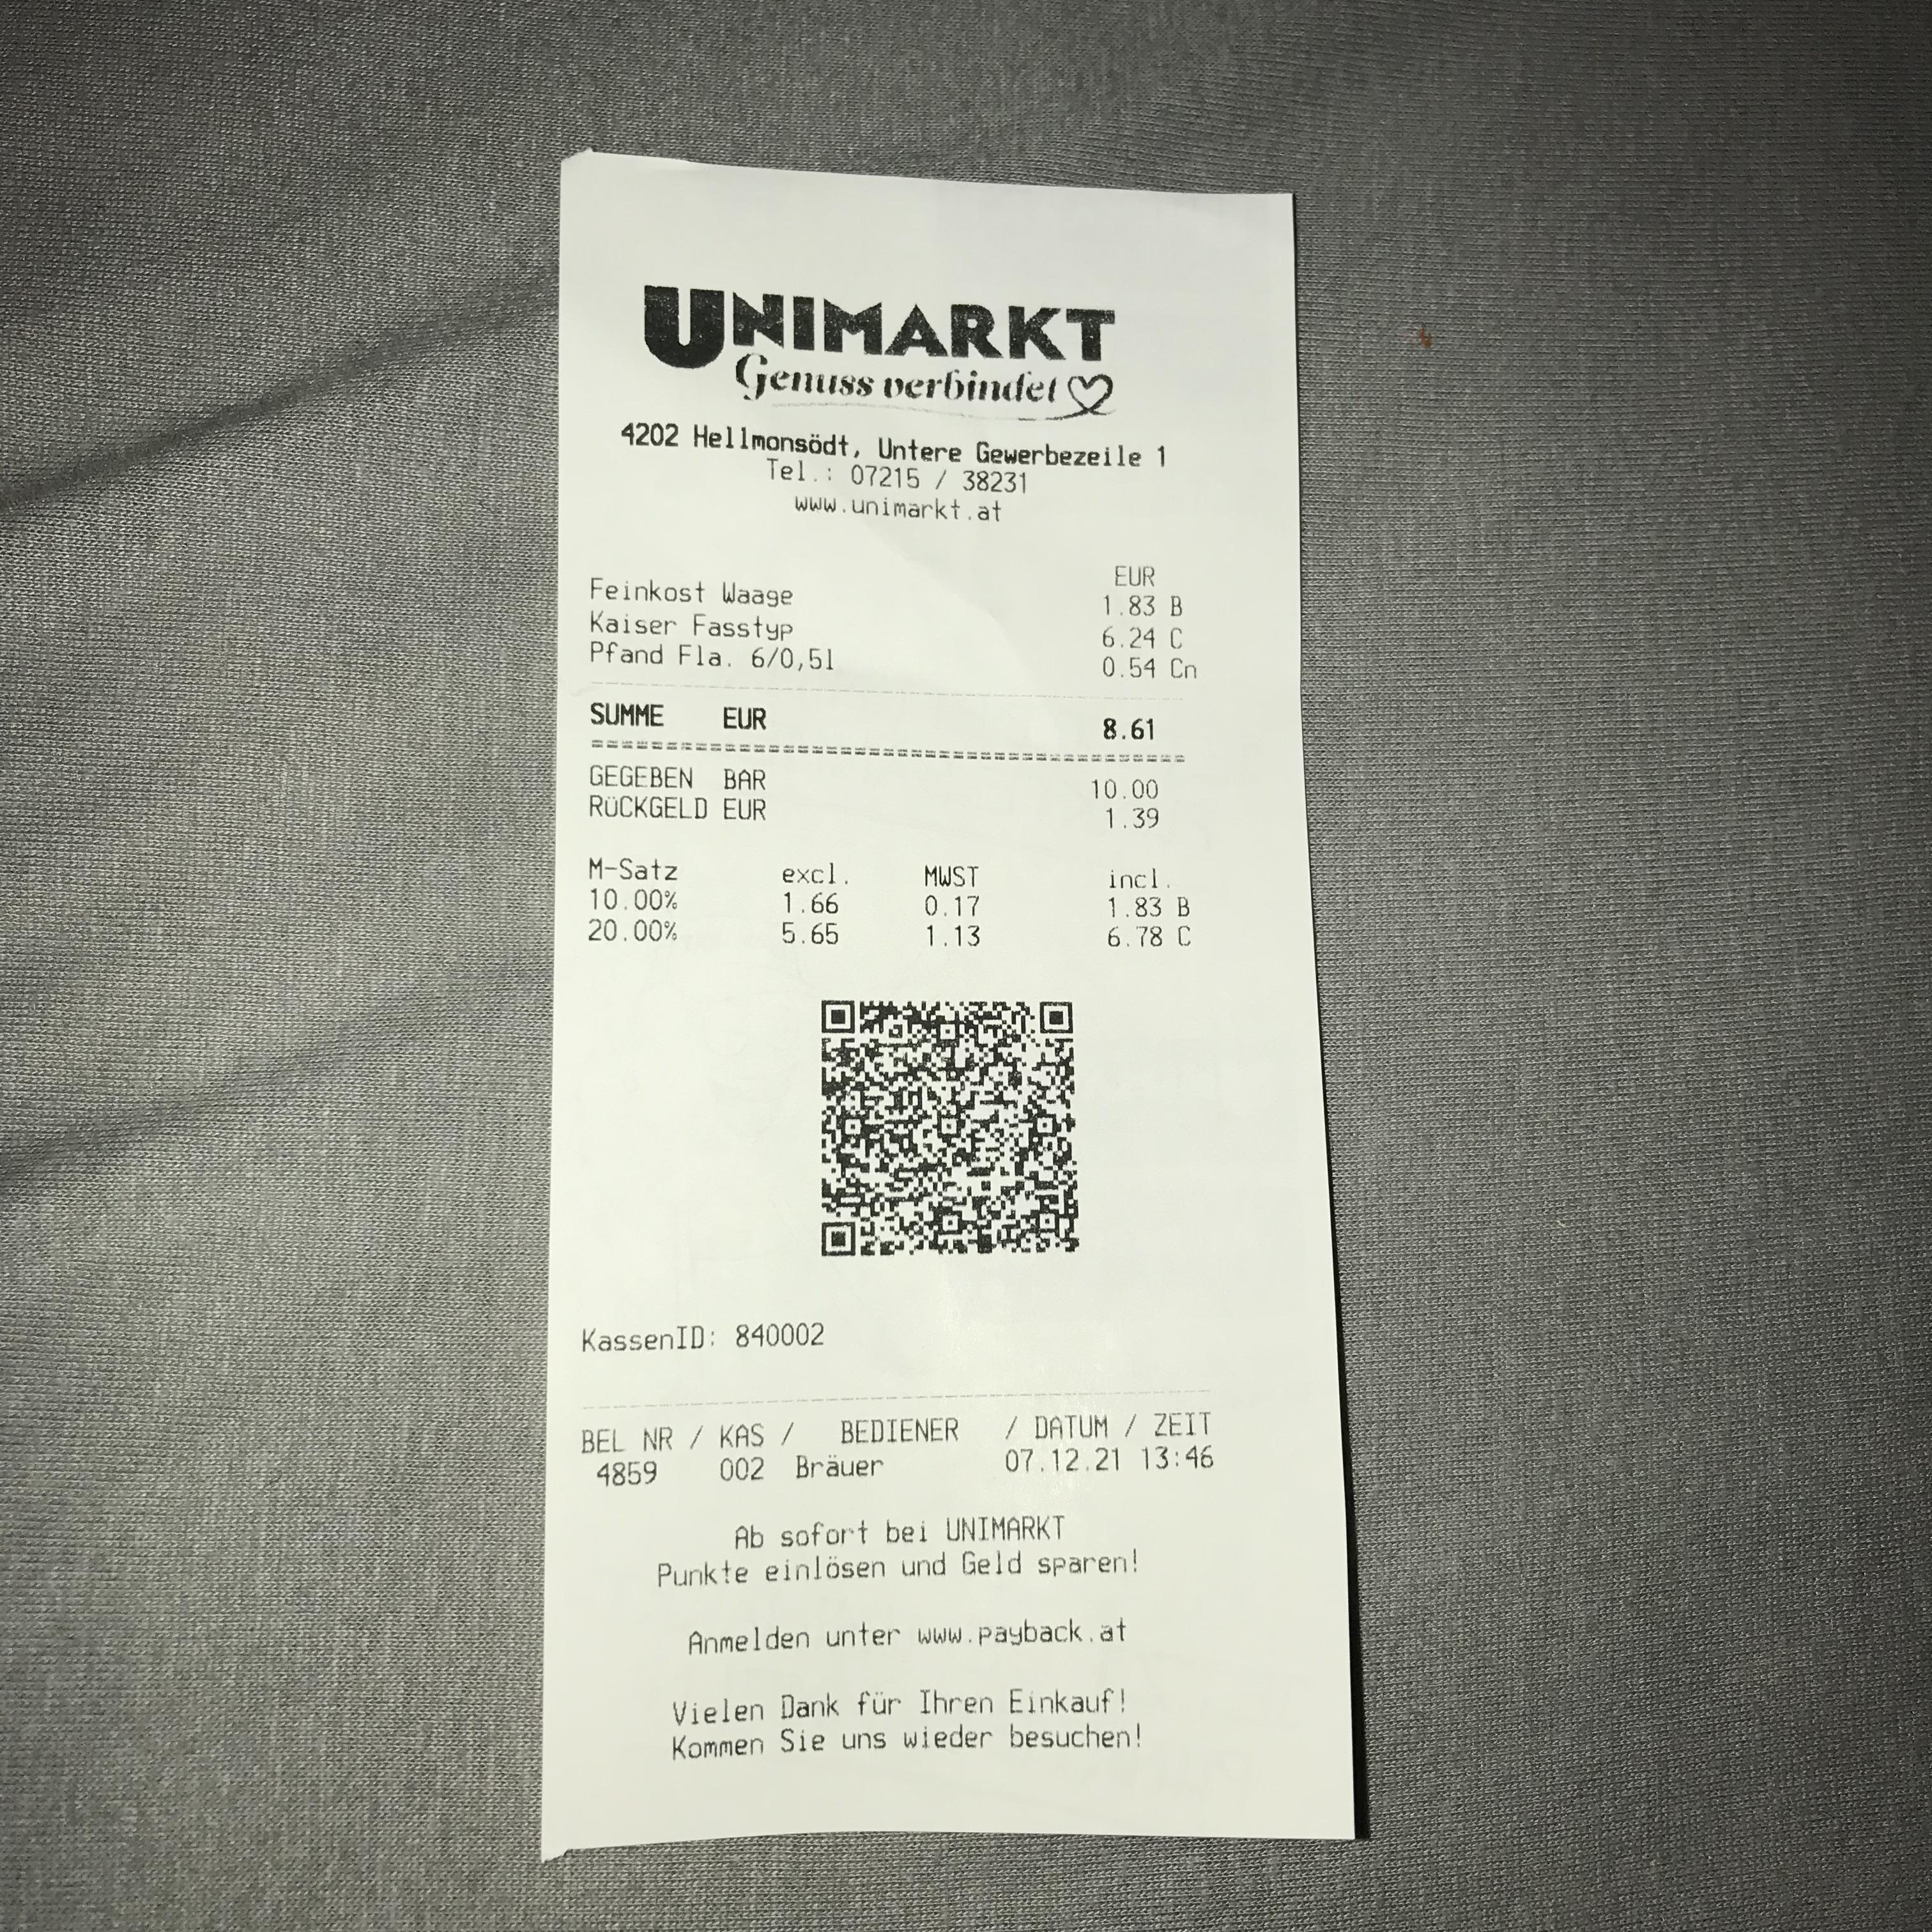 UNIMARKT
Genuss verbindet
4202 Hellmonsödt, Untere Gewerbezeile 1
Tel.: 07215 / 38231
www.unimarkt.at
EUR
Feinkost Waage 1.83 B
Kaiser Fasstyp 6.24 C
Pfand Fla. 6/0,5l 0.54 Cn
SUMME EUR 8.61
GEGEBEN BAR 10.00
RÜCKGELD EUR 1.39
M-Satz excl. MWST incl.
10.00% 1.66 0.17 1.83 B
20.00% 5.65 1.13 6.78 C
KassenID: 840002
BEL NR / KAS / BEDIENER / DATUM / ZEIT
4859 002 Bräuer 07.12.21 13:46
Ab sofort bei UNIMARKT
Punkte einlösen und Geld sparen!
Anmelden unter www.payback.at
Vielen Dank für Ihren Einkauf!
Kommen Sie uns wieder besuchen!